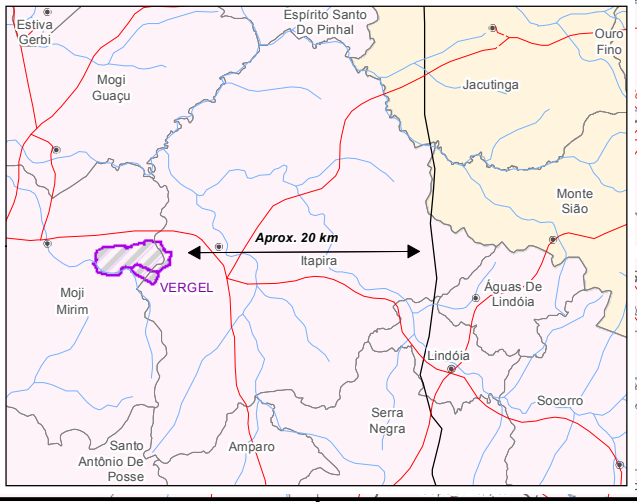 Espírito Santo
Do Pinhal
Estiva
Gerbi
Ouro
Fino
Mogi
Guaçu
Jacutinga
Monte
Sião
Aprox. 20 km
Itapira
VERGEL
Moji
Mirim
Águas De
Lindóia
Lindóia
Socorro
Serra
Negra
Amparo
Santo
Antônio De
Posse